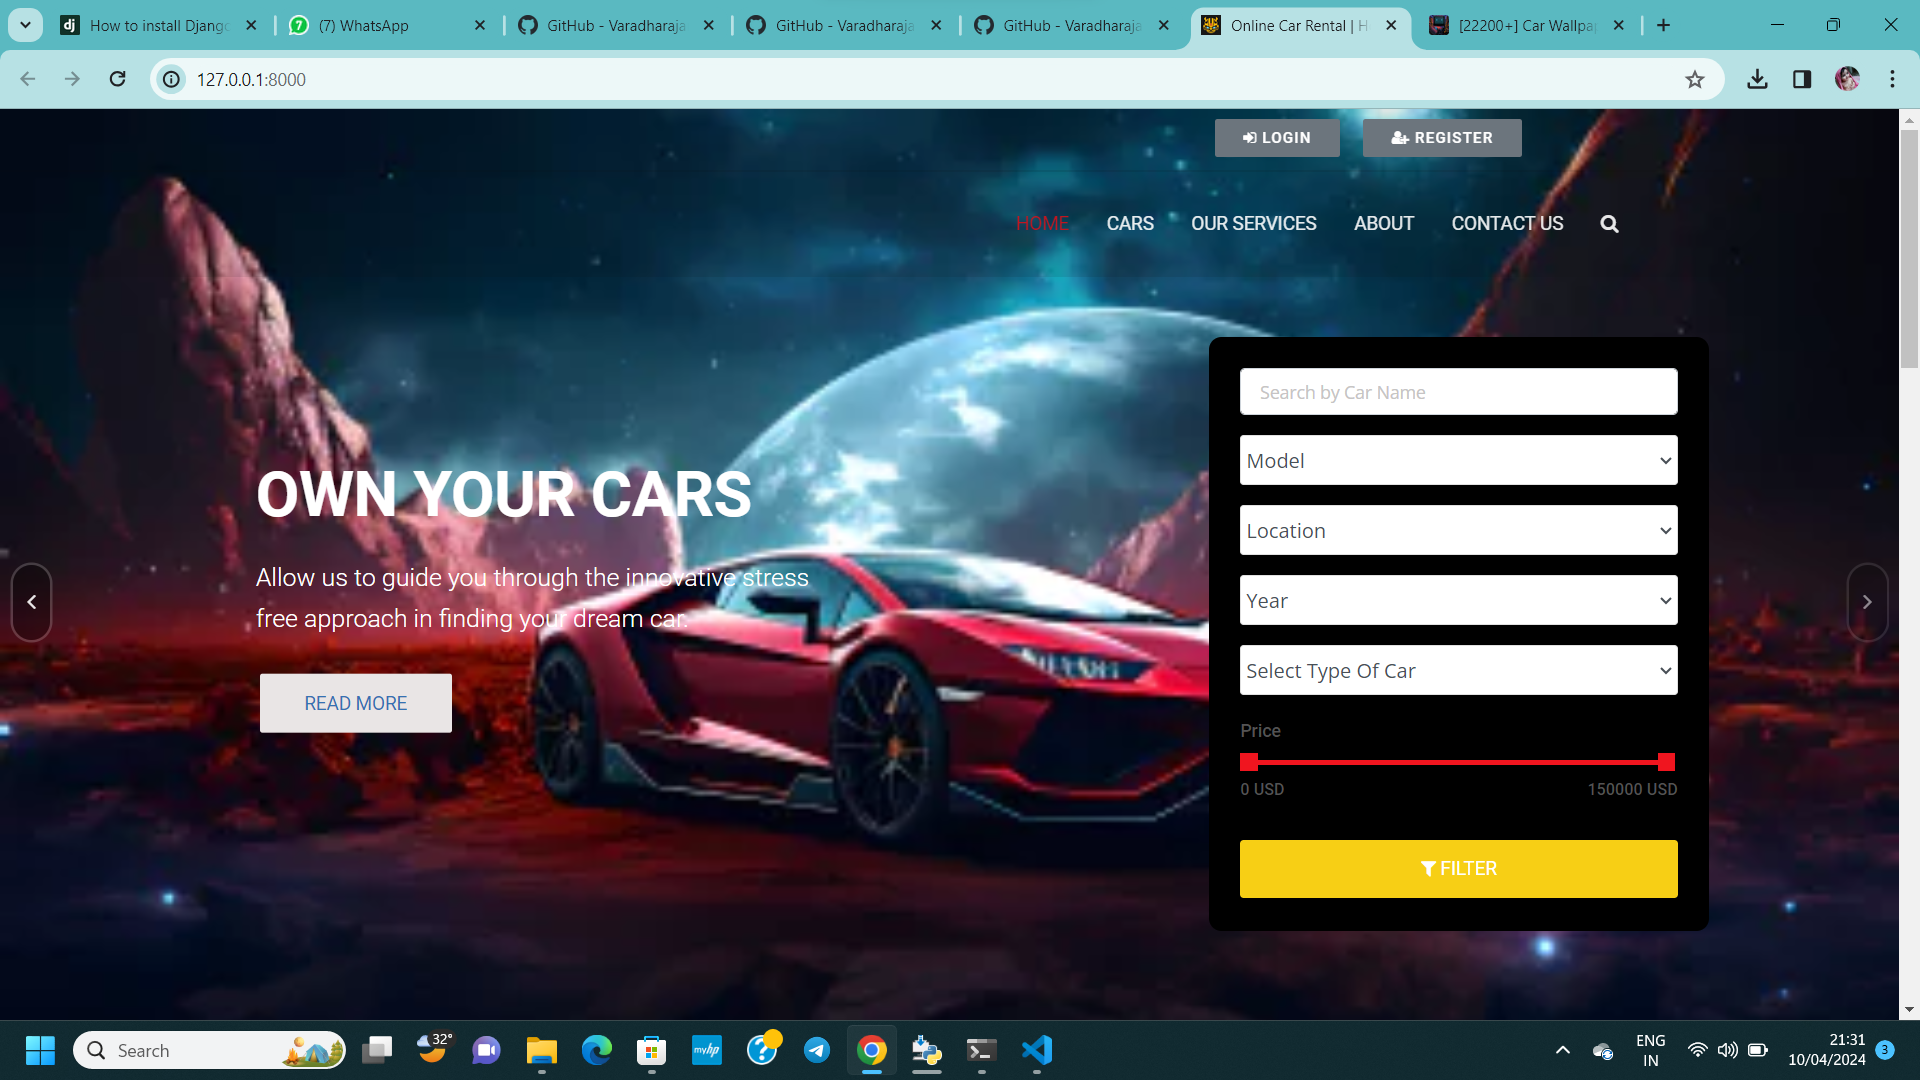 dj How to install Djang
7 (7) WhatsApp
GitHub - Varadharaja
GitHub - Varadharaja
GitHub - Varadharaja
Online Car Rental | H
[22200+] Car Wallpa
127.0.0.1:8000
LOGIN
REGISTER
HOME
CARS
OUR SERVICES
ABOUT
CONTACT US
Search by Car Name
Model
Location
Year
Select Type Of Car
Price
0 USD
150000 USD
FILTER
OWN YOUR CARS
Allow us to guide you through the innovative stress
free approach in finding your dream car.
READ MORE
Search
32°
myhp
?
ENG
IN
21:31
10/04/2024
3